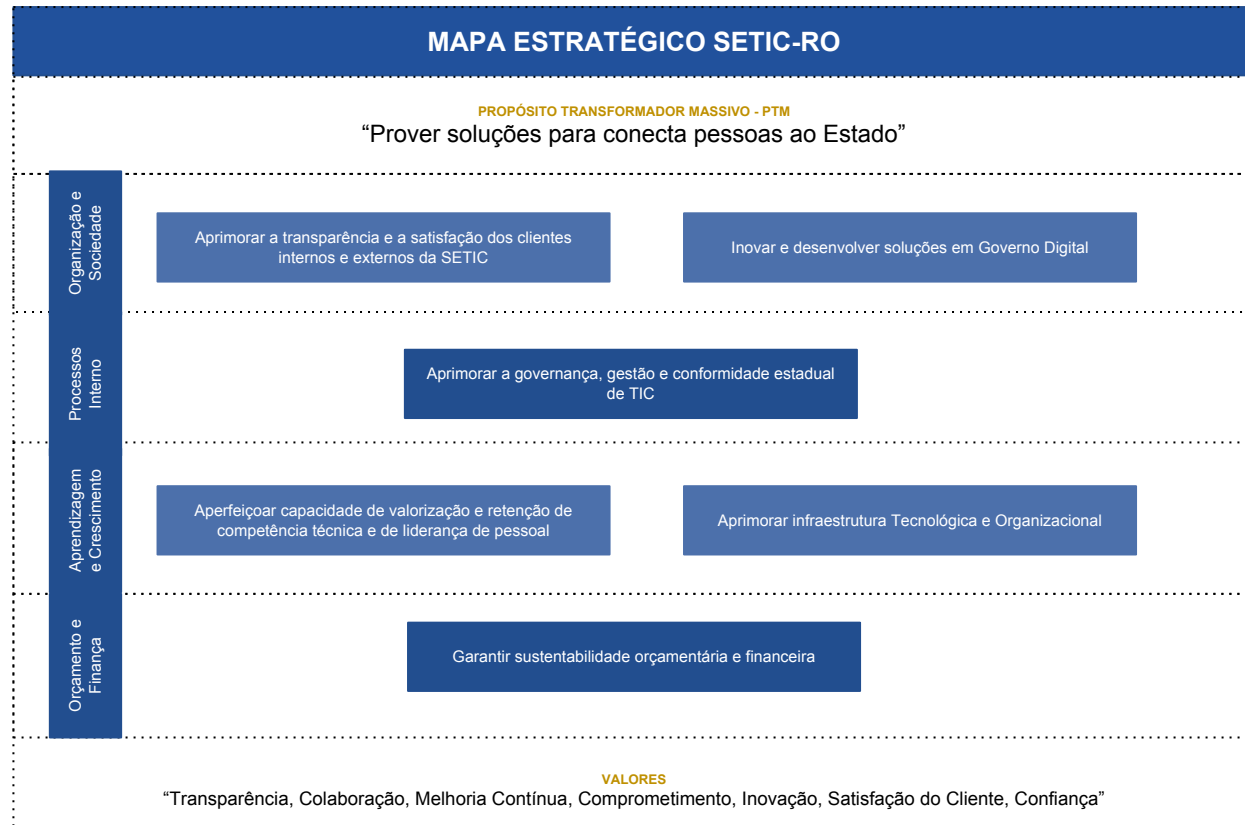 MAPA ESTRATÉGICO SETIC-RO
PROPÓSITO TRANSFORMADOR MASSIVO - PTM
“Prover soluções para conecta pessoas ao Estado”
Organização e
Sociedade
Aprimorar a transparência e a satisfação dos clientes
internos e externos da SETIC
Inovar e desenvolver soluções em Governo Digital
Processos
Interno
Aprimorar a governança, gestão e conformidade estadual
de TIC
Aprendizagem
e Crescimento
Aperfeiçoar capacidade de valorização e retenção de
competência técnica e de liderança de pessoal
Aprimorar infraestrutura Tecnológica e Organizacional
Orçamento e
Finança
Garantir sustentabilidade orçamentária e financeira
VALORES
“Transparência, Colaboração, Melhoria Contínua, Comprometimento, Inovação, Satisfação do Cliente, Confiança”